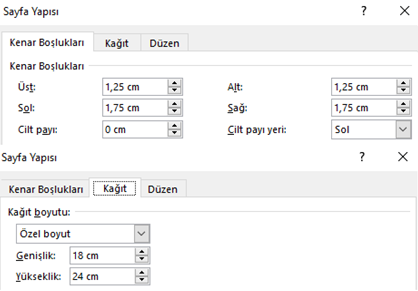 Sayfa Yapısı ? ×
Kenar Boşlukları Kağıt Düzen
Kenar Boşlukları
Üst: 1,25 cm Alt: 1,25 cm
Sol: 1,75 cm Sağ: 1,75 cm
Cilt payı: 0 cm Cilt payı yeri: Sol
Sayfa Yapısı ? ×
Kenar Boşlukları Kağıt Düzen
Kağıt boyutu:
Özel boyut
Genişlik: 18 cm
Yükseklik: 24 cm